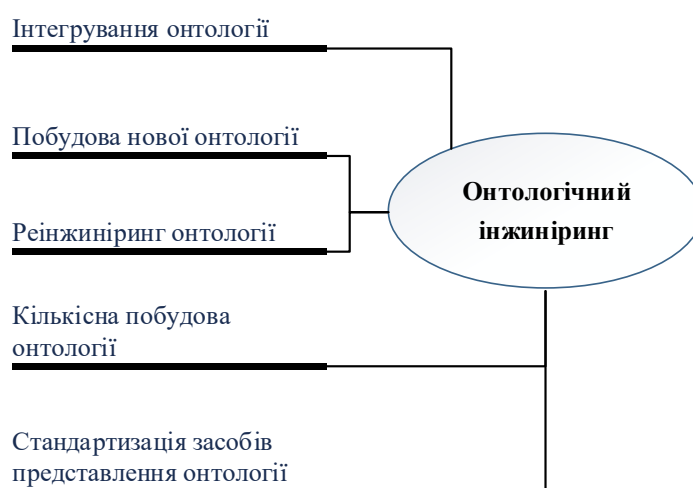 Інтегрування онтології
Побудова нової онтології
Онтологічний
інжиніринг
Реінжиніринг онтології
Кількісна побудова
онтології
Стандартизація засобів
представлення онтології